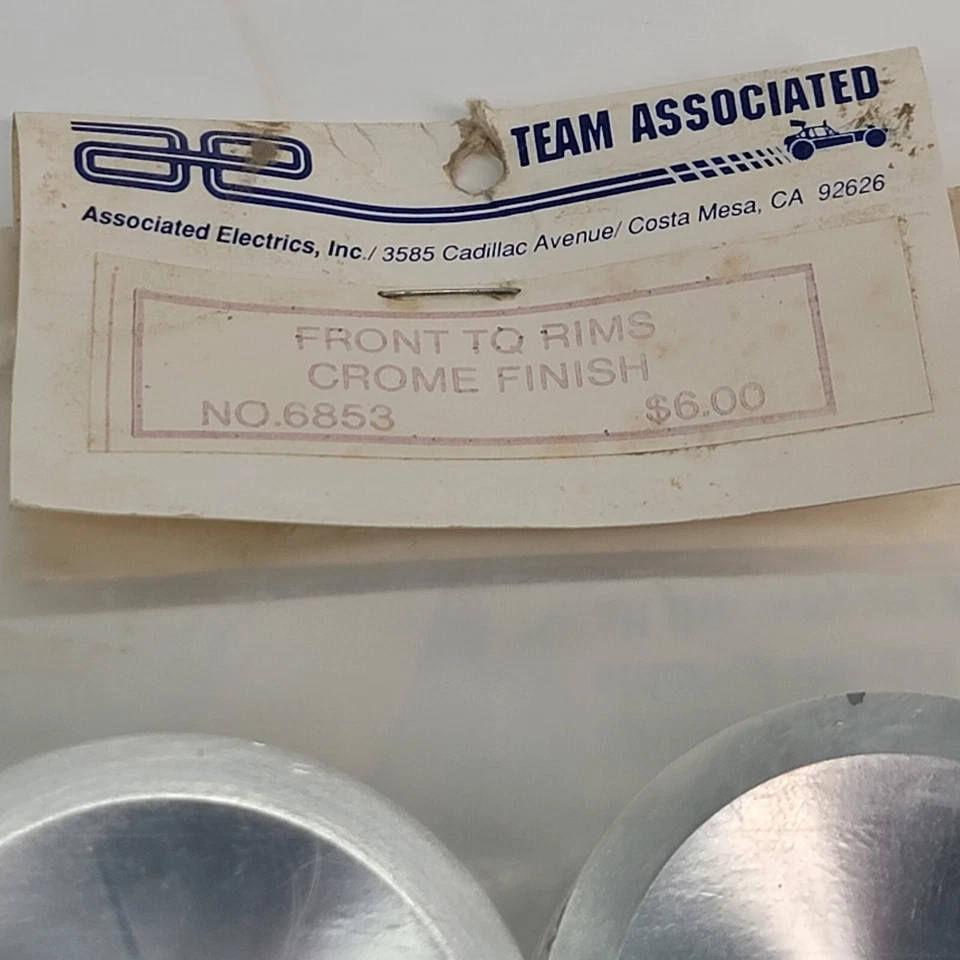 ae
TEAM ASSOCIATED
Associated Electrics, Inc./ 3585 Cadillac Avenue/ Costa Mesa, CA 92626
FRONT TQ RIMS
CROME FINISH
NO.6853 $6.00